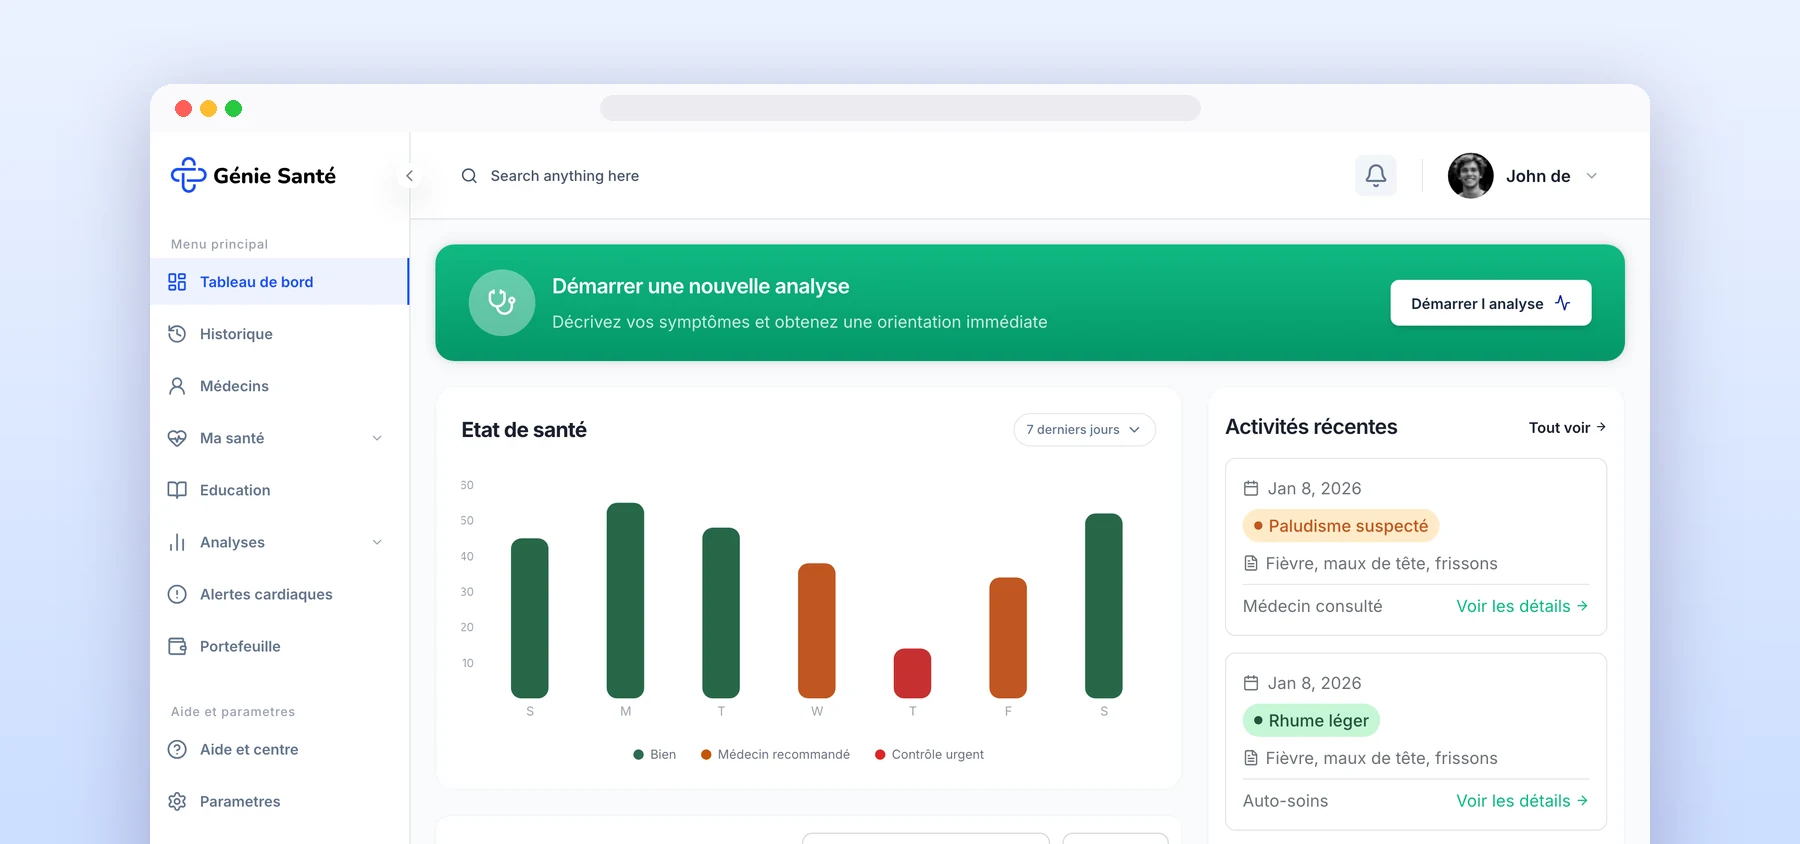 Génie Santé
Search anything here
John de
Menu principal
Tableau de bord
Historique
Médecins
Ma santé
Education
Analyses
Alertes cardiaques
Portefeuille
Aide et parametres
Aide et centre
Parametres
Démarrer une nouvelle analyse
Décrivez vos symptômes et obtenez une orientation immédiate
Démarrer l analyse
Etat de santé
7 derniers jours
60
50
40
30
20
10
S M T W T F S
Bien Médecin recommandé Contrôle urgent
Activités récentes
Tout voir
Jan 8, 2026
Paludisme suspecté
Fièvre, maux de tête, frissons
Médecin consulté Voir les détails
Jan 8, 2026
Rhume léger
Fièvre, maux de tête, frissons
Auto-soins Voir les détails